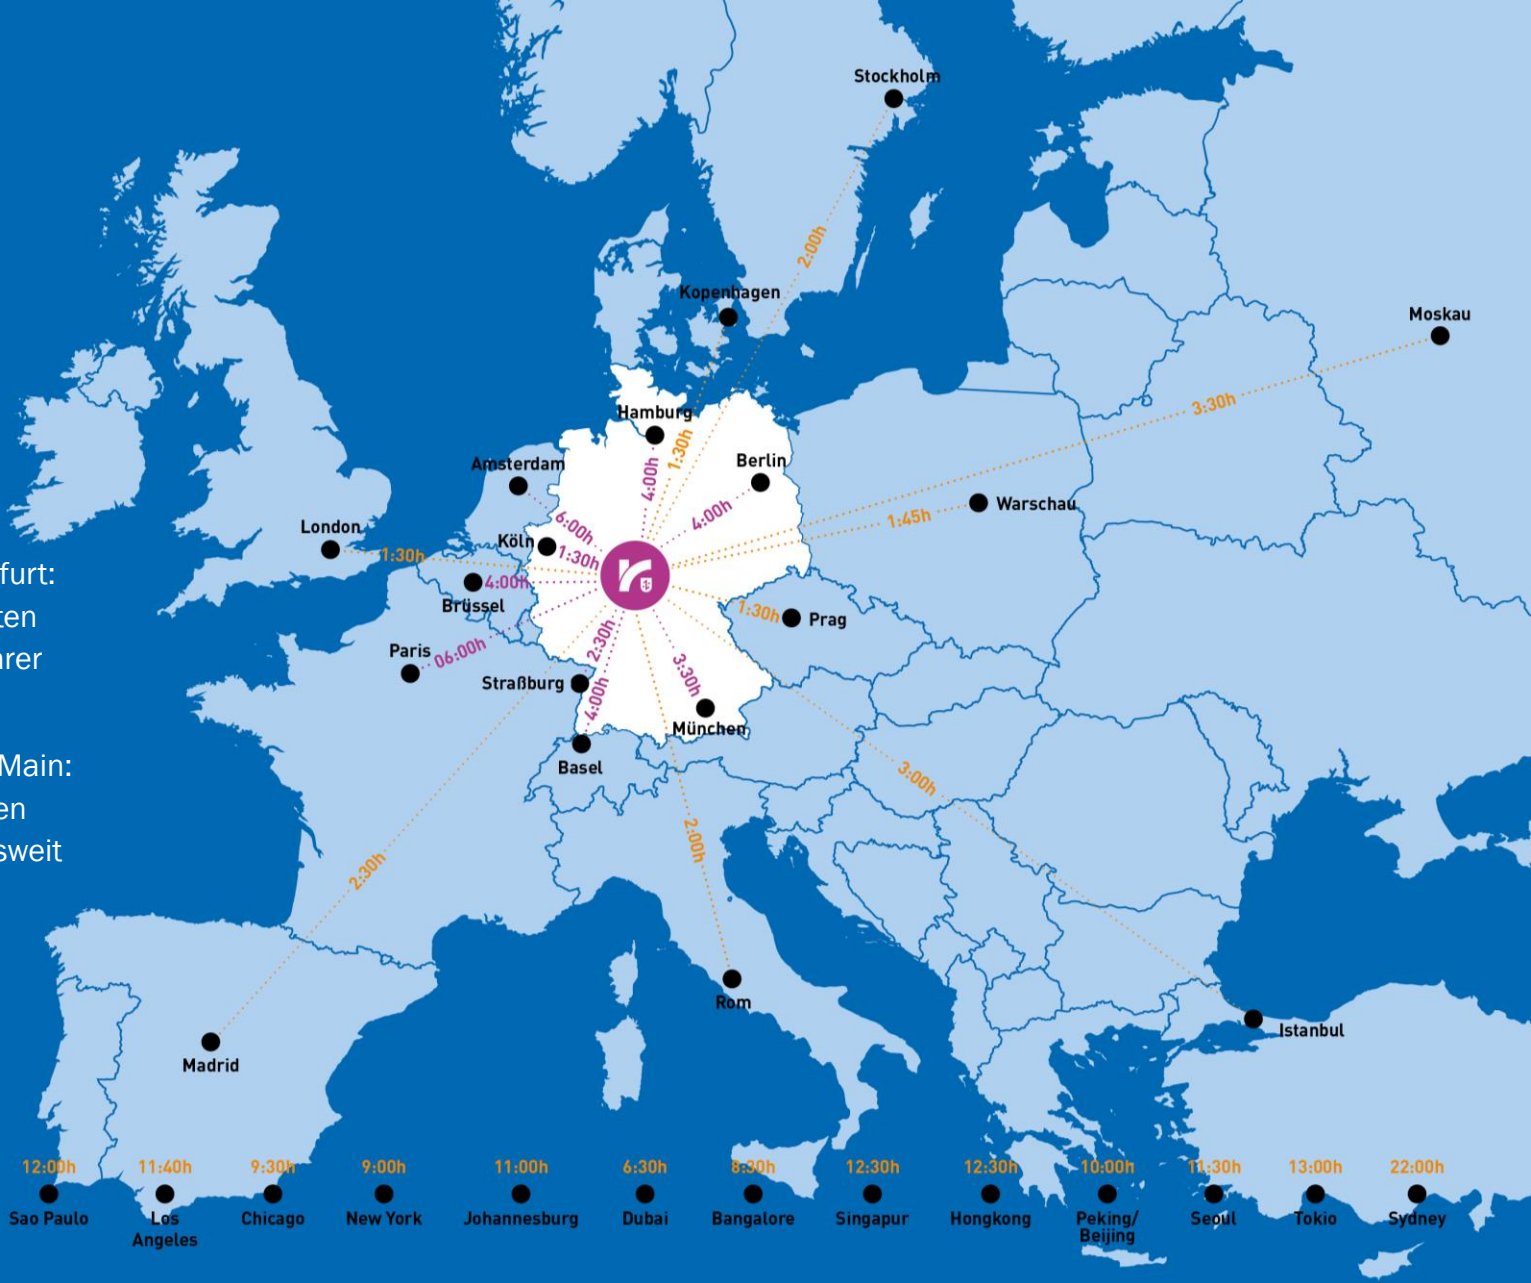 Stockholm
2:00h
Kopenhagen
Moskau
3:30h
Hamburg
1:30h
4:00h
Amsterdam
Berlin
4:00h
6:00h
Warschau
1:45h
London
1:30h
Köln
1:30h
4:00h
Brüssel
1:30h
Prag
Paris
06:00h
2:30h
Straßburg
3:30h
4:00h
München
Basel
3:00h
2:00h
2:30h
Rom
Istanbul
Madrid
furt:
ten
arer
Main:
en
sweit
12:00h 11:40h 9:30h 9:00h 11:00h 6:30h 8:30h 12:30h 12:30h 10:00h 11:30h 13:00h 22:00h
Sao Paulo Los Chicago New York Johannesburg Dubai Bangalore Singapur Hongkong Peking/ Seoul Tokio Sydney
Angeles Beijing